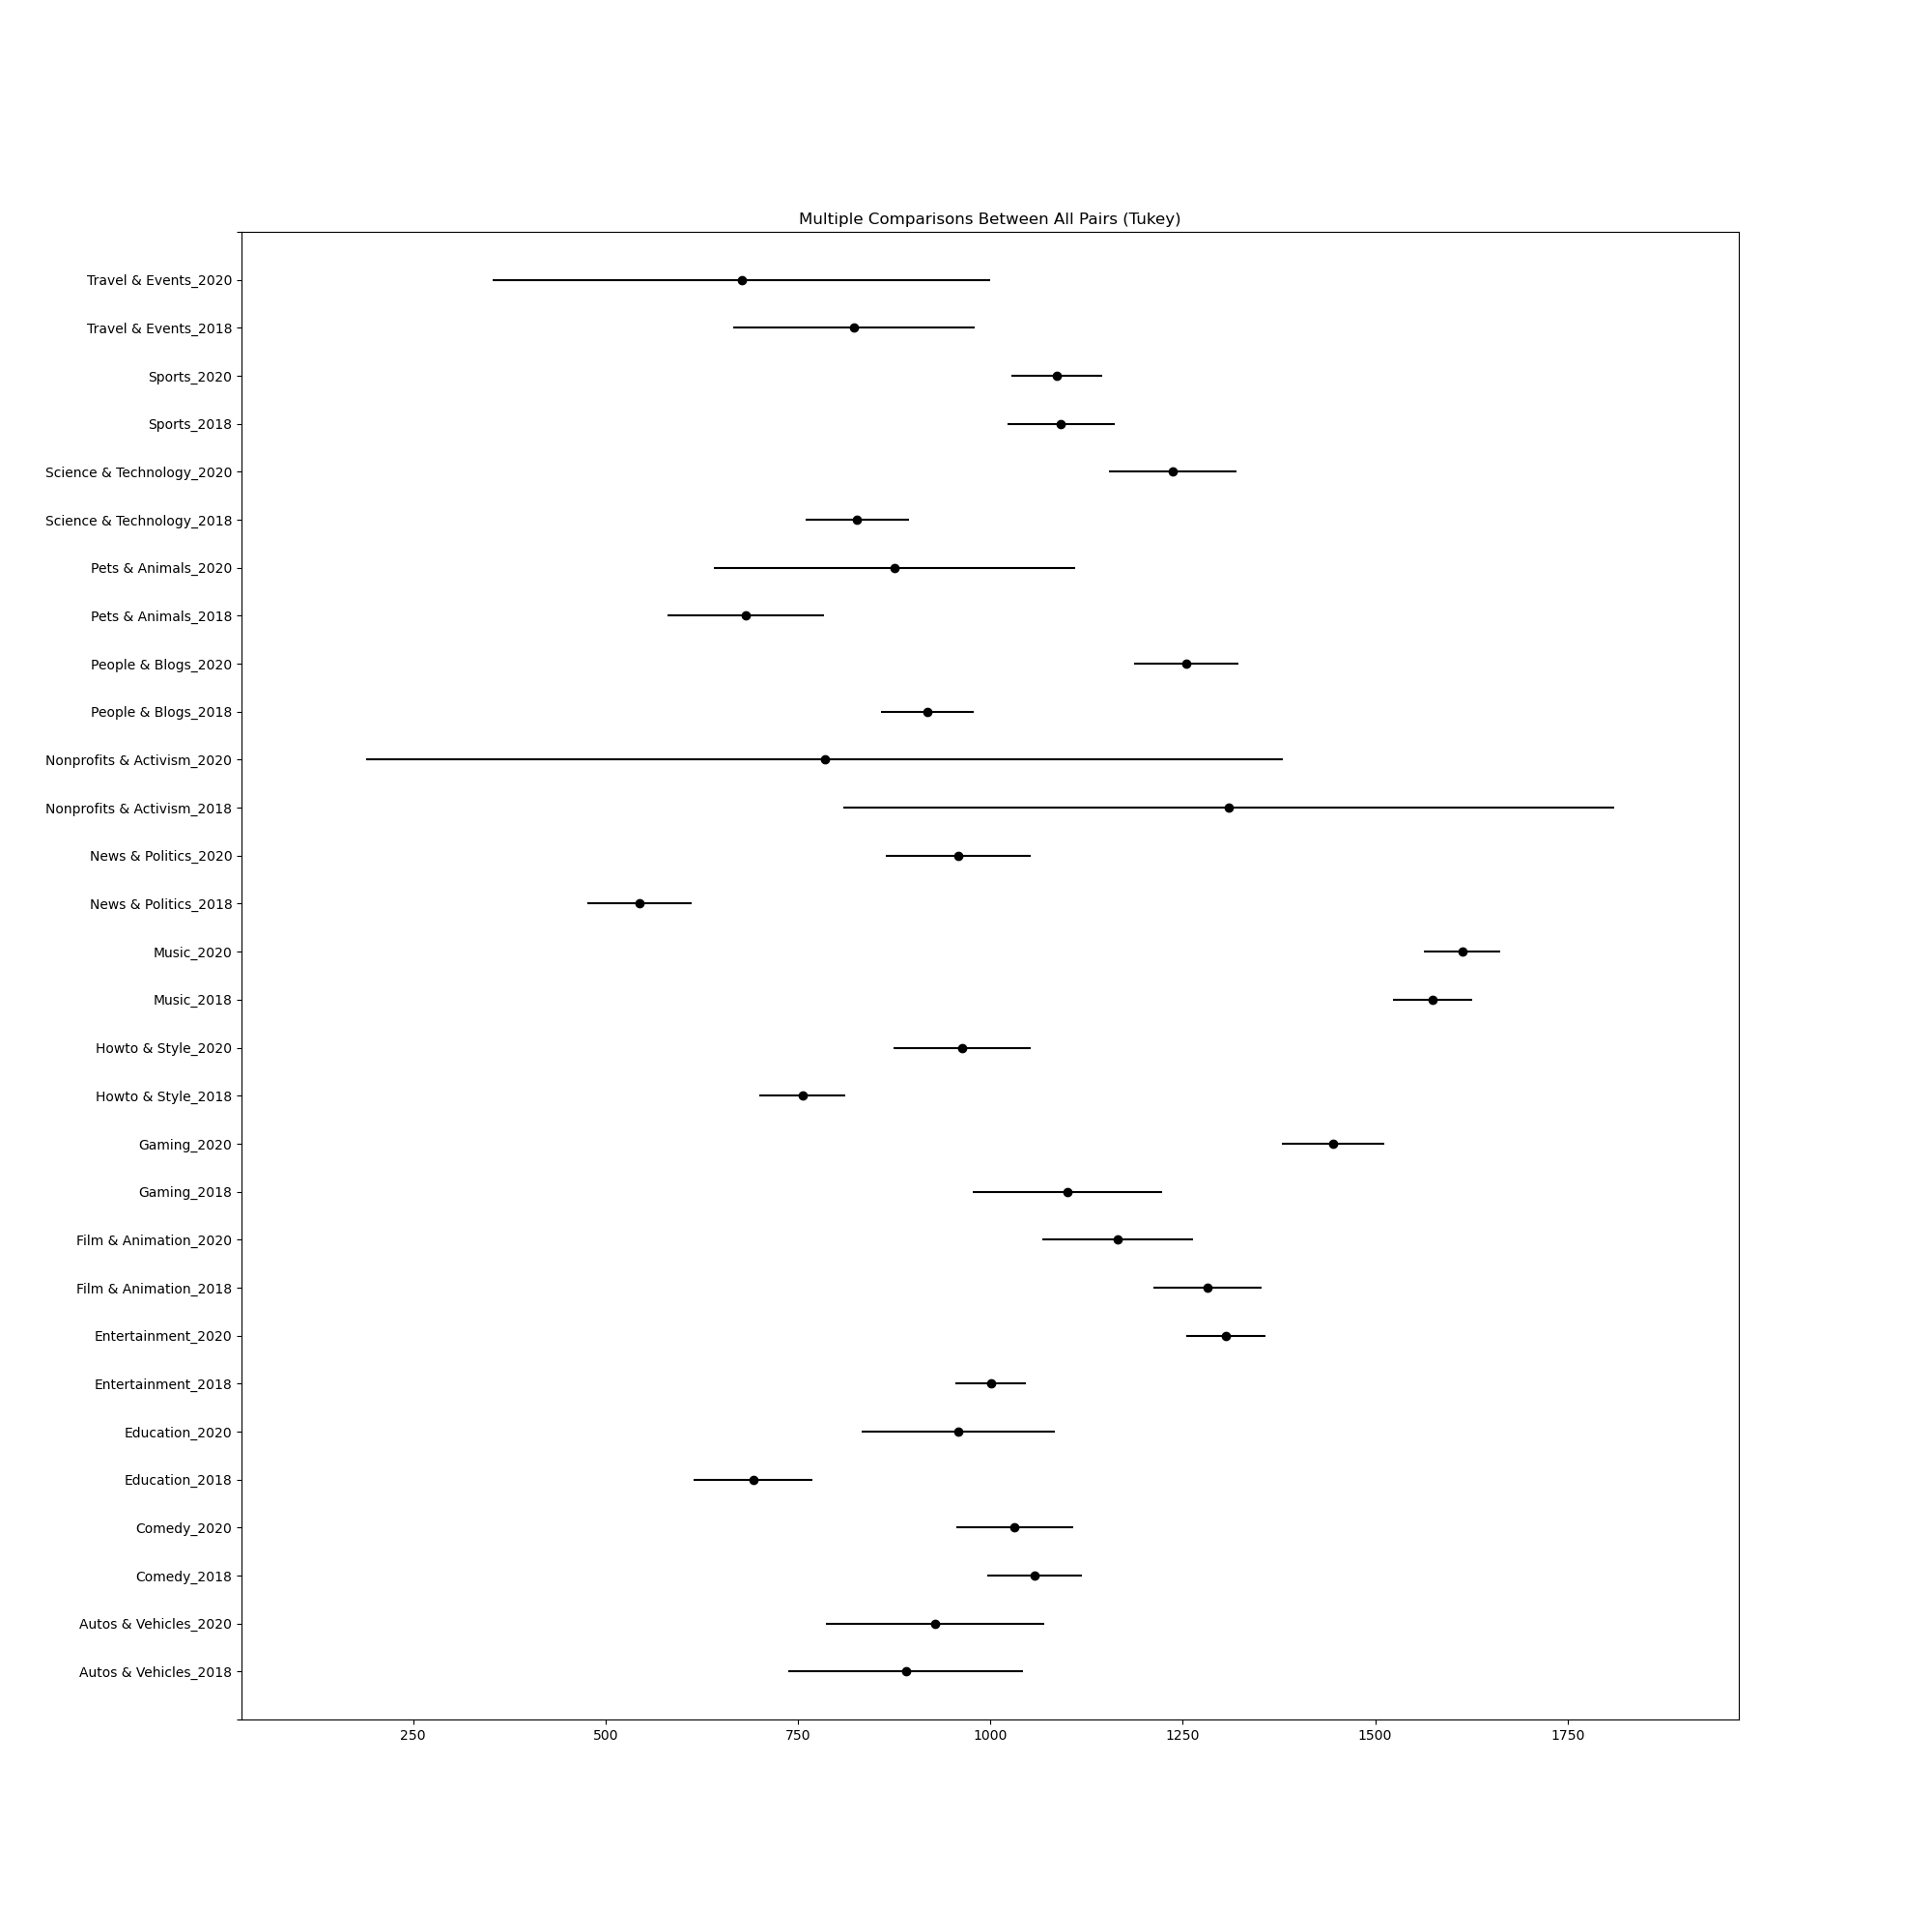 Multiple Comparisons Between All Pairs (Tukey)
Travel & Events_2020
Travel & Events_2018
Sports_2020
Sports_2018
Science & Technology_2020
Science & Technology_2018
Pets & Animals_2020
Pets & Animals_2018
People & Blogs_2020
People & Blogs_2018
Nonprofits & Activism_2020
Nonprofits & Activism_2018
News & Politics_2020
News & Politics_2018
Music_2020
Music_2018
Howto & Style_2020
Howto & Style_2018
Gaming_2020
Gaming_2018
Film & Animation_2020
Film & Animation_2018
Entertainment_2020
Entertainment_2018
Education_2020
Education_2018
Comedy_2020
Comedy_2018
Autos & Vehicles_2020
Autos & Vehicles_2018
250 500 750 1000 1250 1500 1750